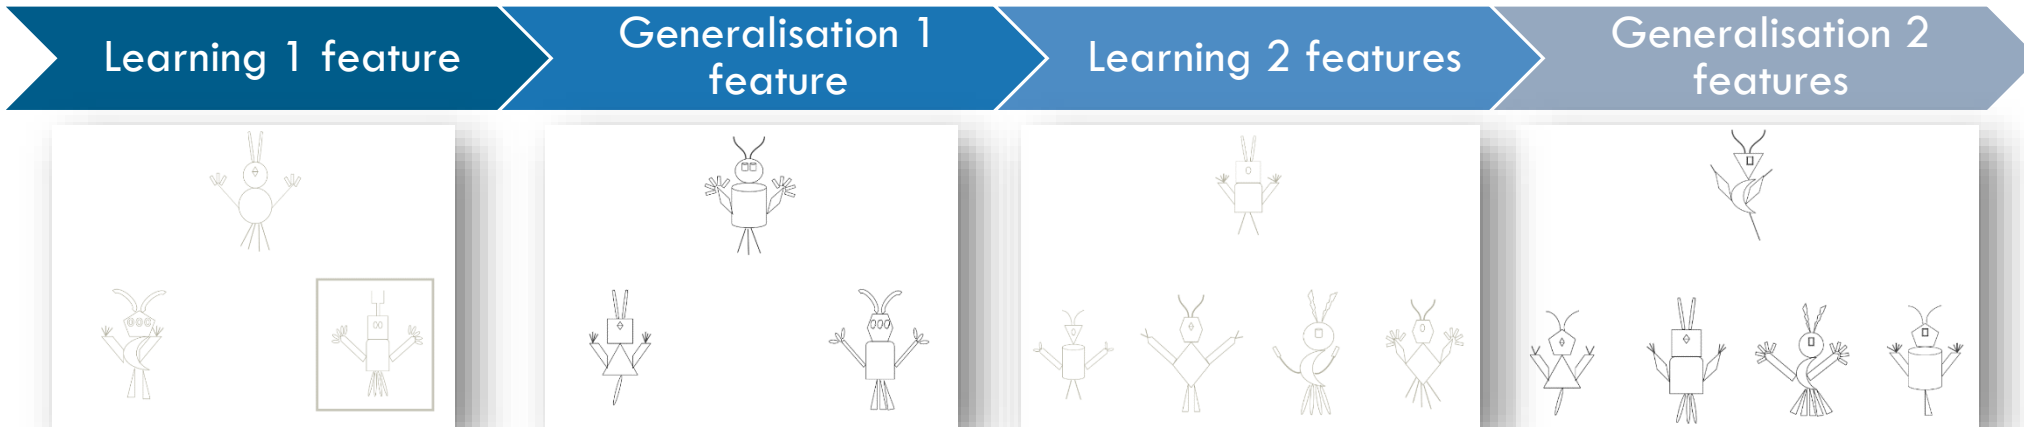 Learning 1 feature
Generalisation 1
feature
Learning 2 features
Generalisation 2
features